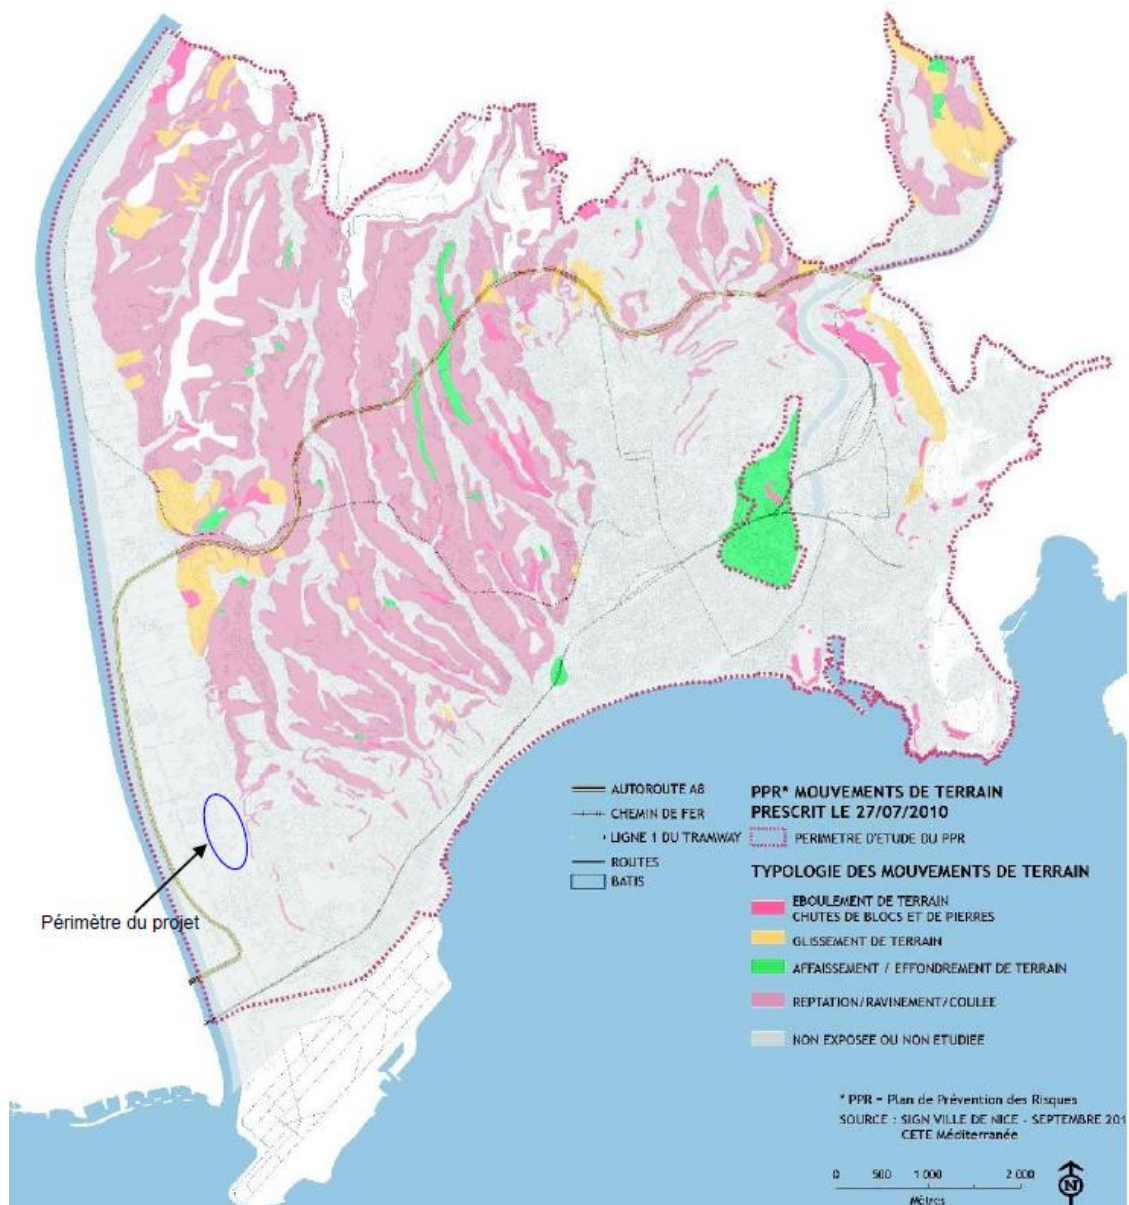 Périmètre du projet
AUTOROUTE A8
CHEMIN DE FER
LIGNE 1 DU TRAMWAY
ROUTES
BATIS
PPR* MOUVEMENTS DE TERRAIN
PRESCRIT LE 27/07/2010
PERIMETRE D'ETUDE DU PPR
TYPOLOGIE DES MOUVEMENTS DE TERRAIN
EBOULEMENT DE TERRAIN
CHUTES DE BLOCS ET DE PIERRES
GLISSEMENT DE TERRAIN
AFFAISSEMENT / EFFONDREMENT DE TERRAIN
REPTATION/RAVINEMENT/COULEE
NON EXPOSEE OU NON ETUDIEE
* PPR = Plan de Prévention des Risques
SOURCE : SIGN VILLE DE NICE - SEPTEMBRE 201
CETE Méditerranée
0 500 1 000 2 000
Mètres
N